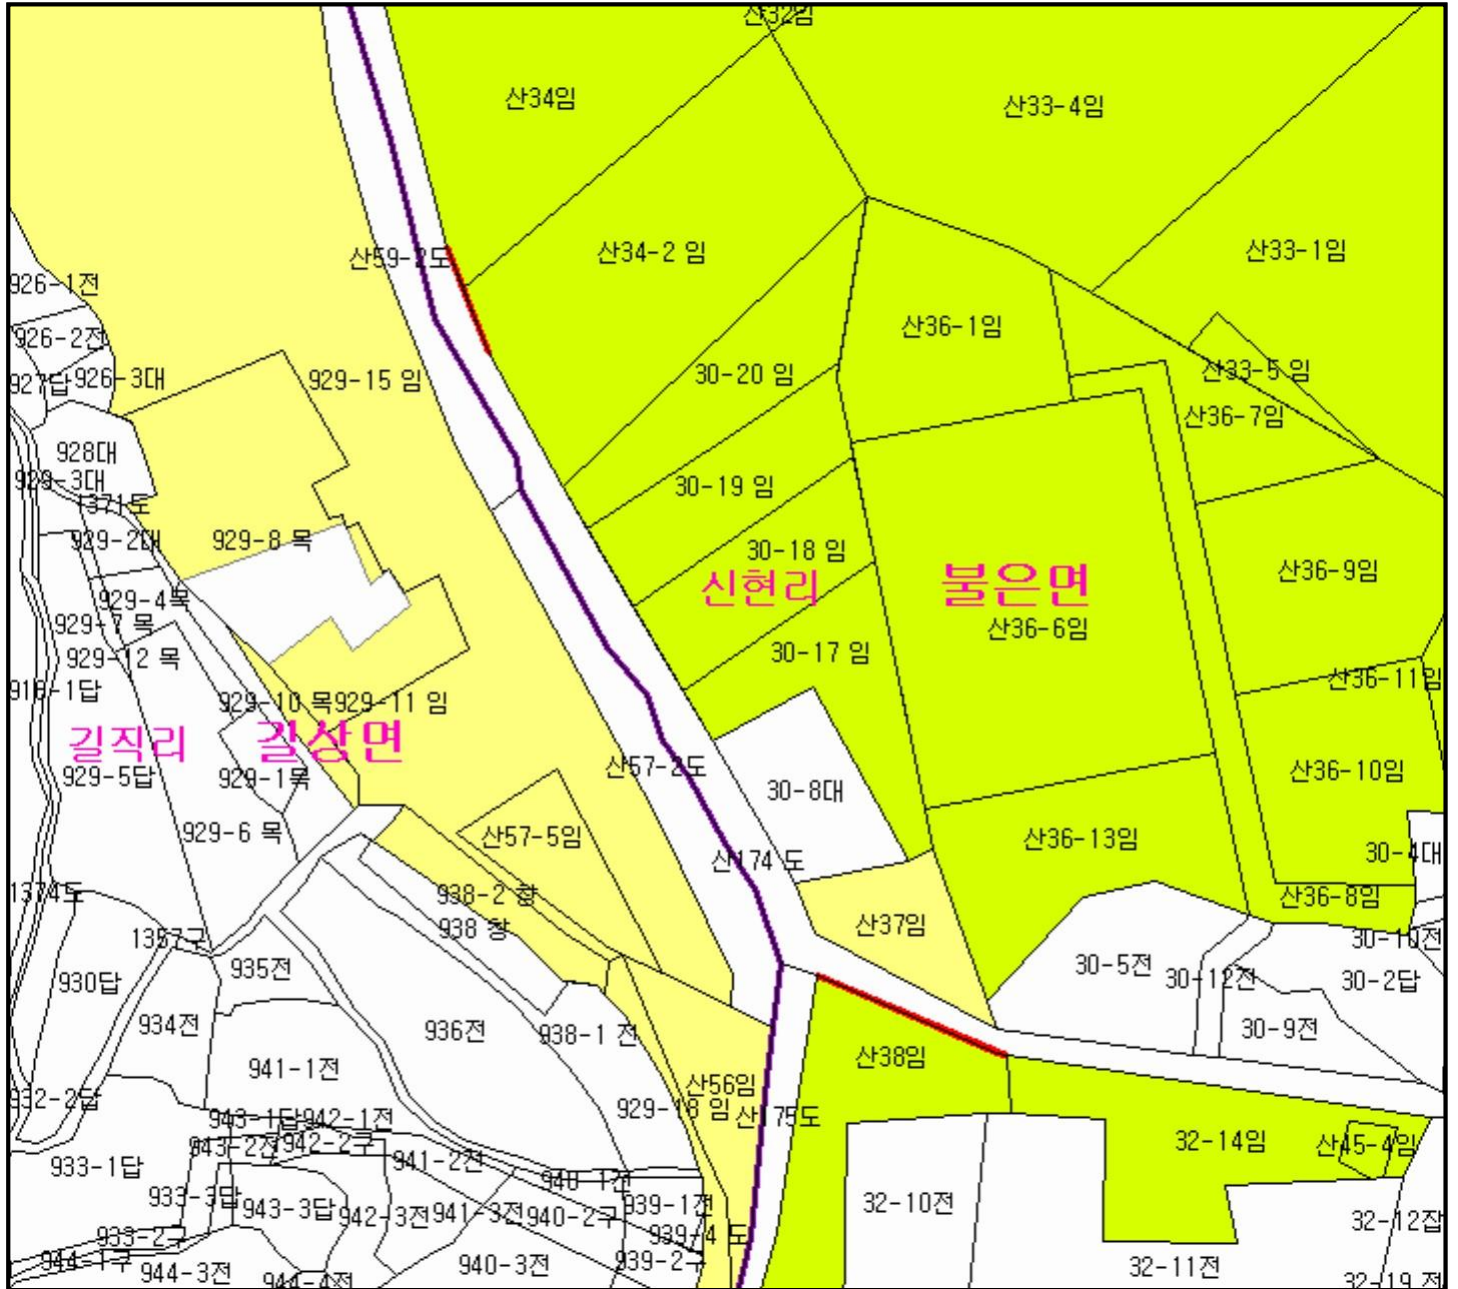 산32임
산34임
산33-4임
산59-2도
산34-2 임
산33-1임
926-1전
926-2전
산36-1임
927답
926-3대
929-15 임
30-20 임
산33-5 임
산36-7임
928대
929-3대
30-19 임
1371도
929-2대
929-8 목
30-18 임
산36-9임
신현리
불은면
929-4목
929-7 목
산36-6임
929-12 목
30-17 임
918-1답
929-10 목
929-11 임
산36-11임
길직리
길상면
929-5답
929-1목
산57-2도
30-8대
산36-10임
929-6 목
산57-5임
산174 도
산36-13임
30-4대
1374도
938-2 창
산36-8임
938 창
산37임
1357구
30-10전
935전
930답
30-5전
30-12전
30-2답
934전
936전
938-1 전
30-9전
941-1전
산38임
932-2답
산56임
929-18 임
산175도
943-1답
942-1전
943-2전
942-2구
32-14임
산45-4임
933-1답
941-2전
940-1전
933-3답
943-3답
942-3전
941-3전
940-2구
939-1전
32-10전
32-12잡
933-2구
939-4 도
944-1구
944-3전
944-4전
940-3전
939-2구
32-11전
32-19 전